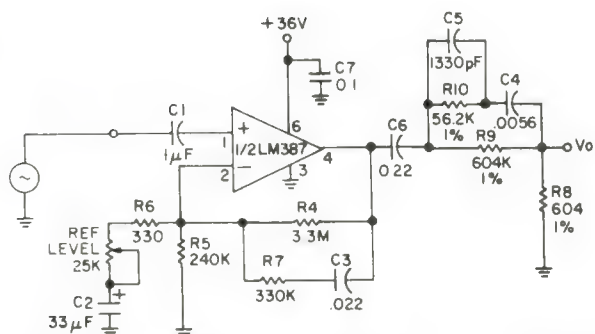 +36V
C7
0.1
C5
1330pF
R10
56.2K
1%
C4
.0056
C1
1μF
+
1
1/2LM387
6
4
3
2
−
C6
0.22
R9
604K
1%
Vo
R8
604
1%
R6
330
R4
3.3M
REF
LEVEL
25K
R5
240K
R7
330K
C3
.022
+
C2
33μF